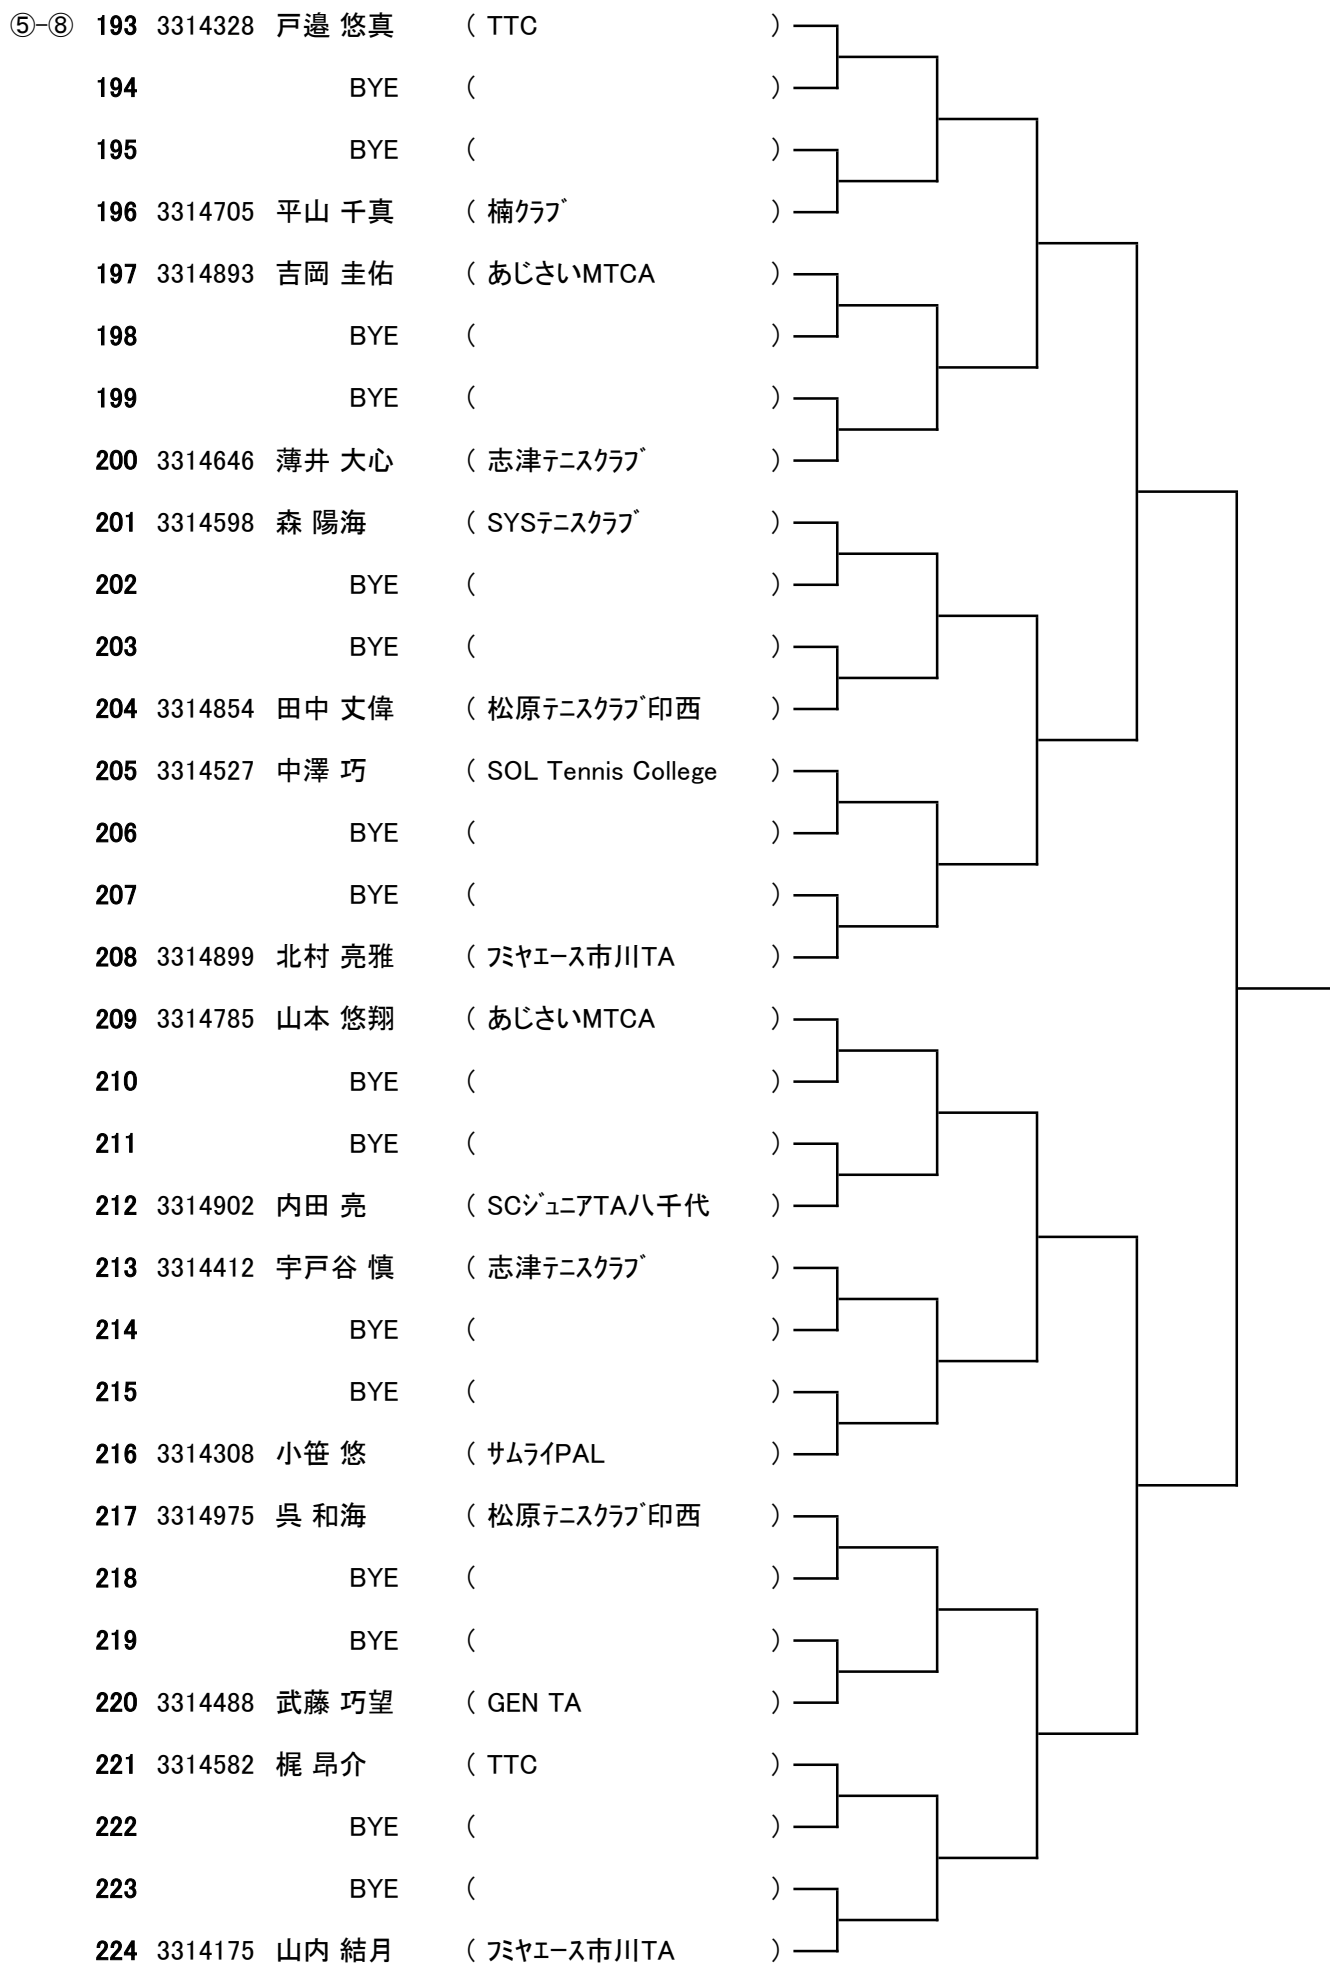 ⑤-⑧ 193 3314328 戸邉 悠真 ( TTC )
194 BYE ( )
195 BYE ( )
196 3314705 平山 千真 ( 楠ｸﾗﾌﾞ )
197 3314893 吉岡 圭佑 ( あじさいMTCA )
198 BYE ( )
199 BYE ( )
200 3314646 薄井 大心 ( 志津ﾃﾆｽｸﾗﾌﾞ )
201 3314598 森 陽海 ( SYSﾃﾆｽｸﾗﾌﾞ )
202 BYE ( )
203 BYE ( )
204 3314854 田中 丈偉 ( 松原ﾃﾆｽｸﾗﾌﾞ印西 )
205 3314527 中澤 巧 ( SOL Tennis College )
206 BYE ( )
207 BYE ( )
208 3314899 北村 亮雅 ( ﾌﾐﾔｴｰｽ市川TA )
209 3314785 山本 悠翔 ( あじさいMTCA )
210 BYE ( )
211 BYE ( )
212 3314902 内田 亮 ( SCｼﾞｭﾆｱTA八千代 )
213 3314412 宇戸谷 慎 ( 志津ﾃﾆｽｸﾗﾌﾞ )
214 BYE ( )
215 BYE ( )
216 3314308 小笹 悠 ( ｻﾑﾗｲPAL )
217 3314975 呉 和海 ( 松原ﾃﾆｽｸﾗﾌﾞ印西 )
218 BYE ( )
219 BYE ( )
220 3314488 武藤 巧望 ( GEN TA )
221 3314582 梶 昂介 ( TTC )
222 BYE ( )
223 BYE ( )
224 3314175 山内 結月 ( ﾌﾐﾔｴｰｽ市川TA )